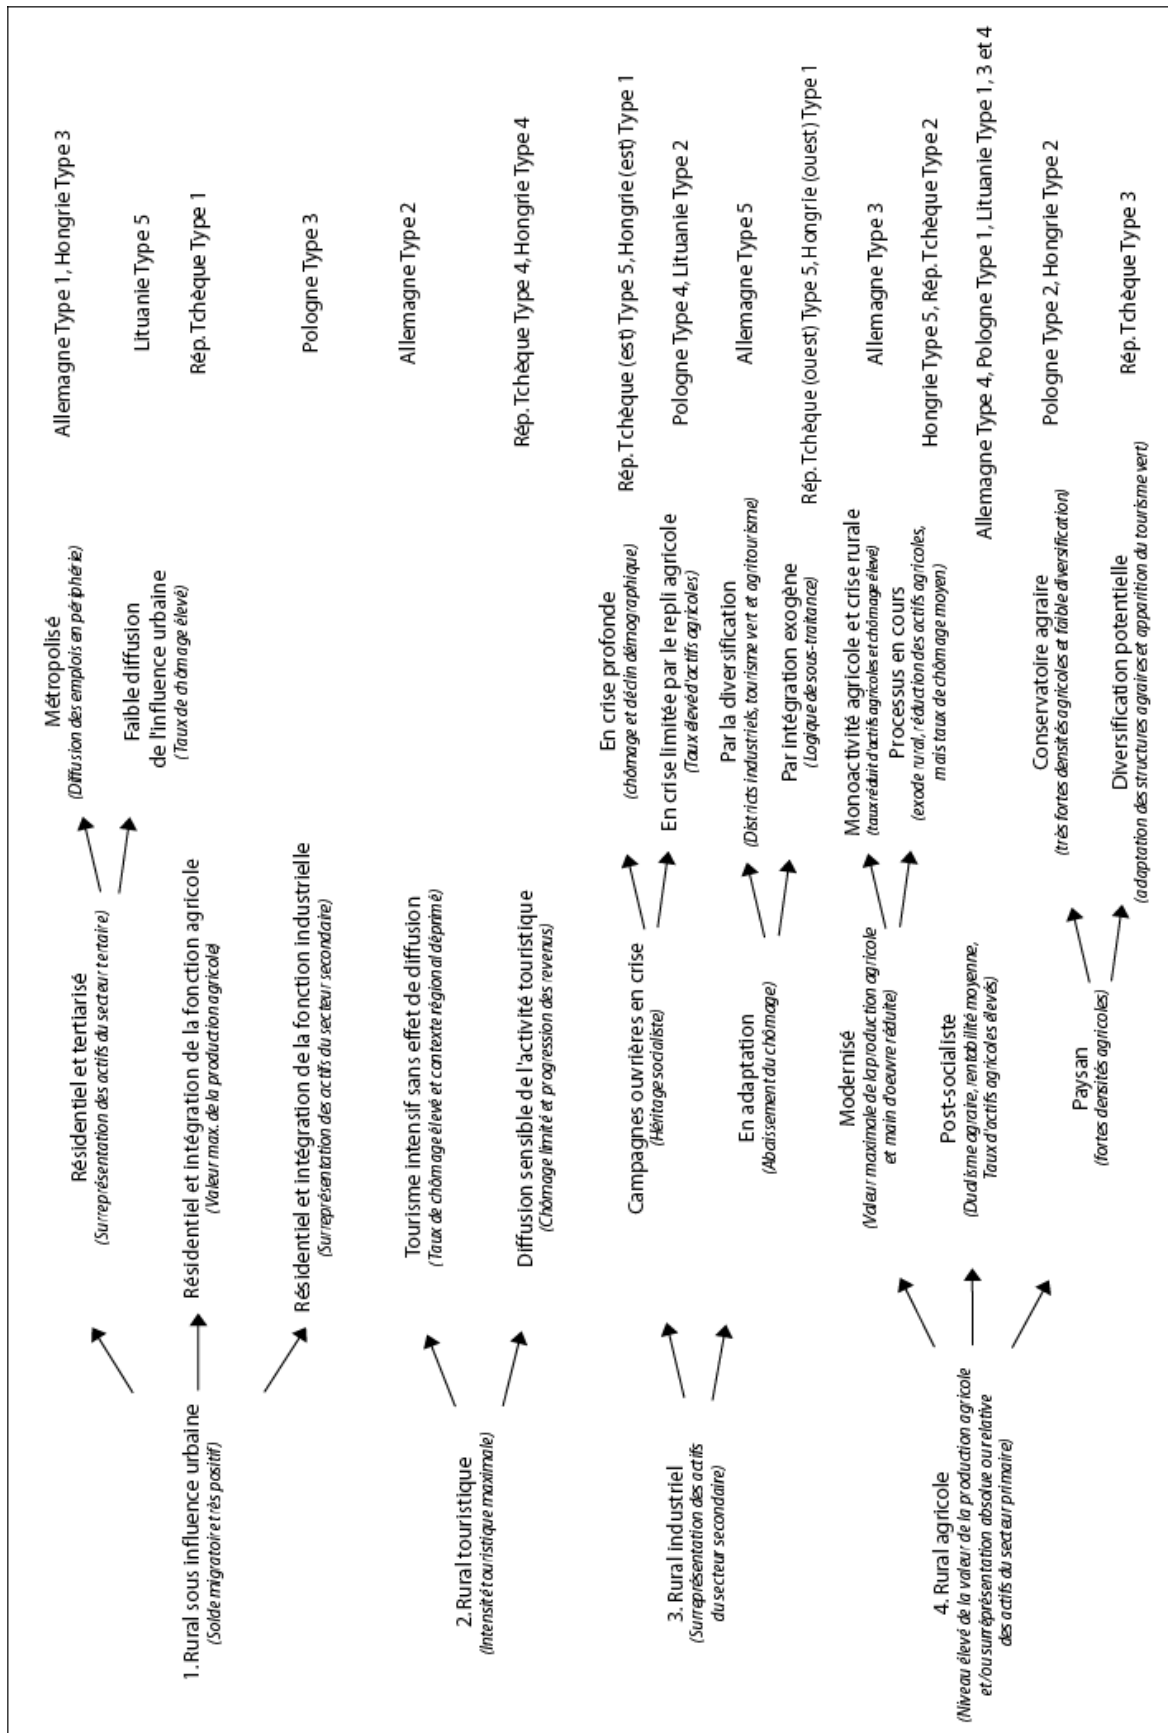 1. Rural sous influence urbaine
(Solde migratoire très positif)
Résidentiel et tertiarisé
(Surreprésentation des actifs du secteur tertiaire)
Métropolisé
(Diffusion des emplois en périphérie)
Allemagne Type 1, Hongrie Type 3
Faible diffusion
de l'influence urbaine
(Taux de chômage élevé)
Lituanie Type 5
Résidentiel et intégration de la fonction agricole
(Valeur max. de la production agricole)
Rép. Tchèque Type 1
Résidentiel et intégration de la fonction industrielle
(Surreprésentation des actifs du secteur secondaire)
Pologne Type 3
2. Rural touristique
(Intensité touristique maximale)
Tourisme intensif sans effet de diffusion
(Taux de chômage élevé et contexte régional déprimé)
Allemagne Type 2
Diffusion sensible de l'activité touristique
(Chômage limité et progression des revenus)
Rép. Tchèque Type 4, Hongrie Type 4
3. Rural industriel
(Surreprésentation des actifs
du secteur secondaire)
Campagnes ouvrières en crise
(Héritage socialiste)
En crise profonde
(chômage et déclin démographique)
Rép. Tchèque (est) Type 5, Hongrie (est) Type 1
En crise limitée par le repli agricole
(Taux élevé d'actifs agricoles)
Pologne Type 4, Lituanie Type 2
En adaptation
(Abaissement du chômage)
Par la diversification
(Districts industriels, tourisme vert et agritourisme)
Allemagne Type 5
Par intégration exogène
(Logique de sous-traitance)
Rép. Tchèque (ouest) Type 5, Hongrie (ouest) Type 1
4. Rural agricole
(Niveau élevé de la valeur de la production agricole
et/ou surréprésentation absolue ou relative
des actifs du secteur primaire)
Modernisé
(Valeur maximale de la production agricole
et main d'oeuvre réduite)
Monoactivité agricole et crise rurale
(taux réduit d'actifs agricoles et chômage élevé)
Allemagne Type 3
Processus en cours
(exode rural, réduction des actifs agricoles,
mais taux de chômage moyen)
Hongrie Type 5, Rép. Tchèque Type 2
Post-socialiste
(Dualisme agraire, rentabilité moyenne,
Taux d'actifs agricoles élevés)
Allemagne Type 4, Pologne Type 1, Lituanie Type 1, 3 et 4
Paysan
(fortes densités agricoles)
Conservatoire agraire
(très fortes densités agricoles et faible diversification)
Pologne Type 2, Hongrie Type 2
Diversification potentielle
(adaptation des structures agraires et apparition du tourisme vert)
Rép. Tchèque Type 3